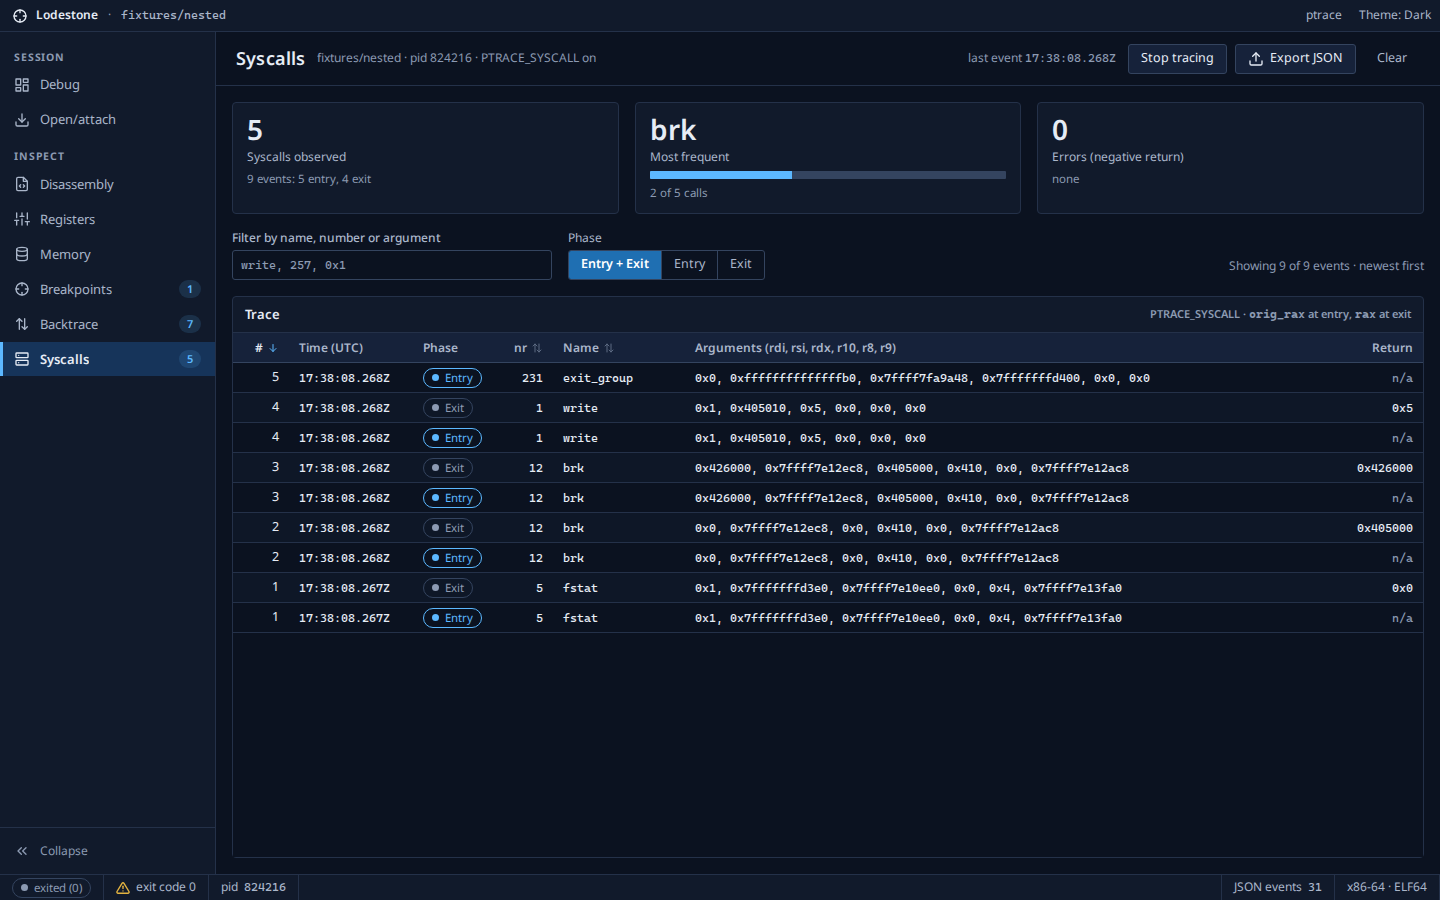 Lodestone · fixtures/nested
ptrace Theme: Dark
SESSION
Debug
Open/attach
INSPECT
Disassembly
Registers
Memory
Breakpoints 1
Backtrace 7
Syscalls 5
Collapse
Syscalls fixtures/nested · pid 824216 · PTRACE_SYSCALL on
last event 17:38:08.268Z Stop tracing Export JSON Clear
5
Syscalls observed
9 events: 5 entry, 4 exit
brk
Most frequent
2 of 5 calls
0
Errors (negative return)
none
Filter by name, number or argument
write, 257, 0x1
Phase
Entry + Exit Entry Exit
Showing 9 of 9 events · newest first
Trace PTRACE_SYSCALL · orig_rax at entry, rax at exit
# ↓ Time (UTC) Phase nr ↑↓ Name ↑↓ Arguments (rdi, rsi, rdx, r10, r8, r9) Return
5 17:38:08.268Z Entry 231 exit_group 0x0, 0xffffffffffffffb0, 0x7ffff7fa9a48, 0x7fffffffd400, 0x0, 0x0 n/a
4 17:38:08.268Z Exit 1 write 0x1, 0x405010, 0x5, 0x0, 0x0, 0x0 0x5
4 17:38:08.268Z Entry 1 write 0x1, 0x405010, 0x5, 0x0, 0x0, 0x0 n/a
3 17:38:08.268Z Exit 12 brk 0x426000, 0x7ffff7e12ec8, 0x405000, 0x410, 0x0, 0x7ffff7e12ac8 0x426000
3 17:38:08.268Z Entry 12 brk 0x426000, 0x7ffff7e12ec8, 0x405000, 0x410, 0x0, 0x7ffff7e12ac8 n/a
2 17:38:08.268Z Exit 12 brk 0x0, 0x7ffff7e12ec8, 0x0, 0x410, 0x0, 0x7ffff7e12ac8 0x405000
2 17:38:08.268Z Entry 12 brk 0x0, 0x7ffff7e12ec8, 0x0, 0x410, 0x0, 0x7ffff7e12ac8 n/a
1 17:38:08.267Z Exit 5 fstat 0x1, 0x7fffffffd3e0, 0x7ffff7e10ee0, 0x0, 0x4, 0x7ffff7e13fa0 0x0
1 17:38:08.267Z Entry 5 fstat 0x1, 0x7fffffffd3e0, 0x7ffff7e10ee0, 0x0, 0x4, 0x7ffff7e13fa0 n/a
exited (0) exit code 0 pid 824216
JSON events 31 x86-64 · ELF64